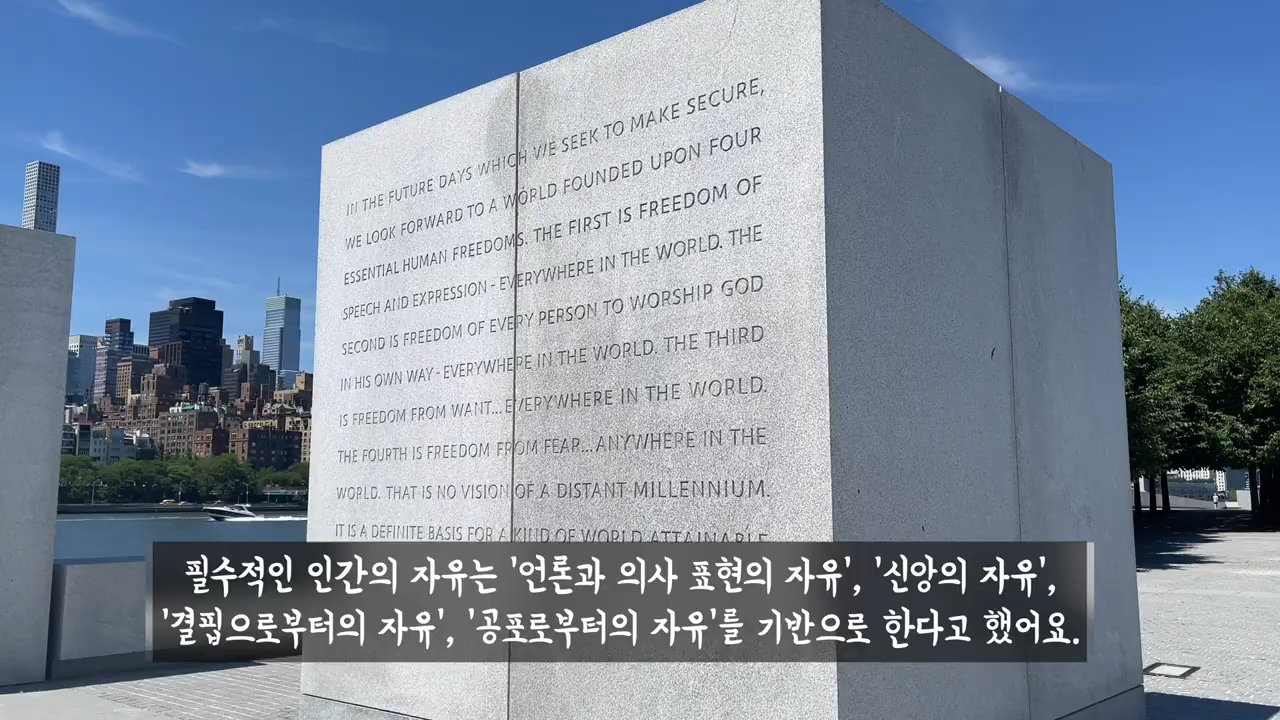 IN THE FUTURE DAYS WHICH WE SEEK TO MAKE SECURE,
WE LOOK FORWARD TO A WORLD FOUNDED UPON FOUR
ESSENTIAL HUMAN FREEDOMS. THE FIRST IS FREEDOM OF
SPEECH AND EXPRESSION - EVERYWHERE IN THE WORLD. THE
SECOND IS FREEDOM OF EVERY PERSON TO WORSHIP GOD
IN HIS OWN WAY - EVERYWHERE IN THE WORLD. THE THIRD
IS FREEDOM FROM WANT...EVERYWHERE IN THE WORLD.
THE FOURTH IS FREEDOM FROM FEAR...ANYWHERE IN THE
WORLD. THAT IS NO VISION OF A DISTANT MILLENNIUM.
IT IS A DEFINITE BASIS FOR A KIND OF WORLD ATTAINABLE
필수적인 인간의 자유는 '언론과 의사 표현의 자유', '신앙의 자유',
'결핍으로부터의 자유', '공포로부터의 자유'를 기반으로 한다고 했어요.